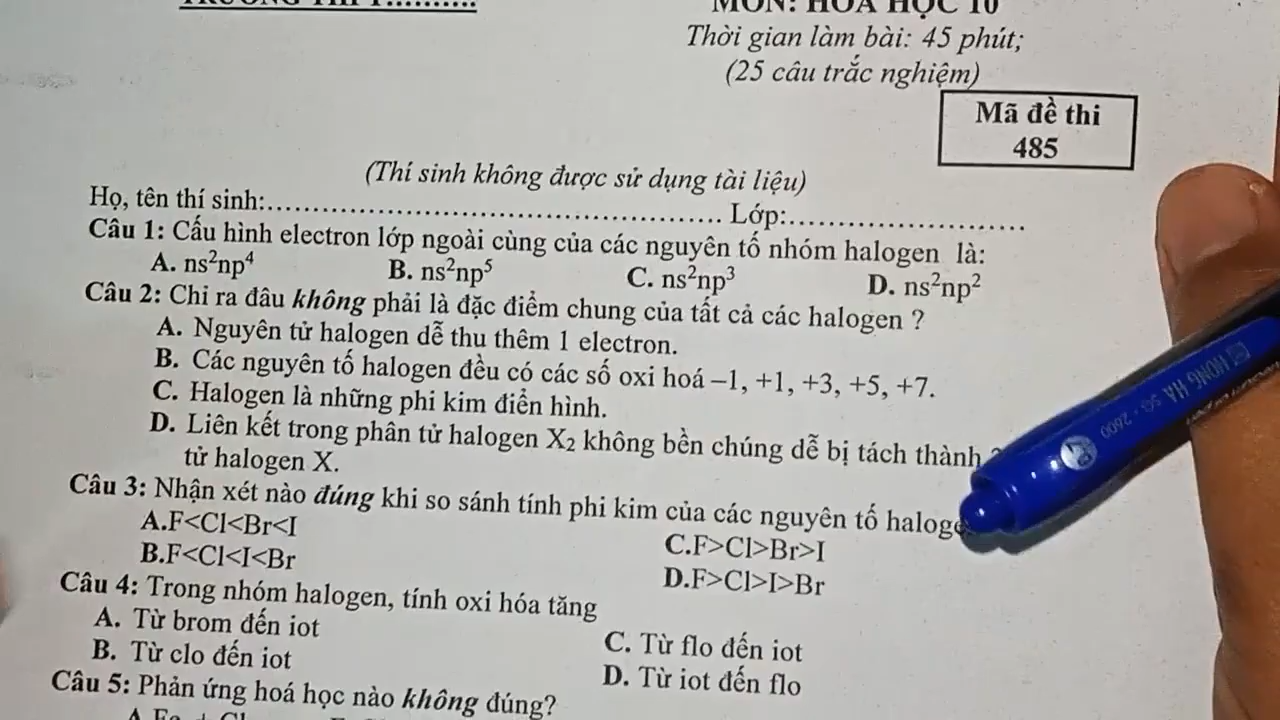 MÔN: HÓA HỌC 10
Thời gian làm bài: 45 phút;
(25 câu trắc nghiệm)
Mã đề thi
485
(Thí sinh không được sử dụng tài liệu)
Họ, tên thí sinh:.................................................... Lớp:..........................
Câu 1: Cấu hình electron lớp ngoài cùng của các nguyên tố nhóm halogen là:
A. ns²np⁴ B. ns²np⁵ C. ns²np³ D. ns²np²
Câu 2: Chỉ ra đâu không phải là đặc điểm chung của tất cả các halogen ?
A. Nguyên tử halogen dễ thu thêm 1 electron.
B. Các nguyên tố halogen đều có các số oxi hoá –1, +1, +3, +5, +7.
C. Halogen là những phi kim điển hình.
D. Liên kết trong phân tử halogen X₂ không bền chúng dễ bị tách thành
tử halogen X.
Câu 3: Nhận xét nào đúng khi so sánh tính phi kim của các nguyên tố
A.F<Cl<Br<I C.F>Cl>Br>I
B.F<Cl<I<Br D.F>Cl>I>Br
Câu 4: Trong nhóm halogen, tính oxi hóa tăng
A. Từ brom đến iot C. Từ flo đến iot
B. Từ clo đến iot D. Từ iot đến flo
Câu 5: Phản ứng hoá học nào không đúng?
HONG HA
2600